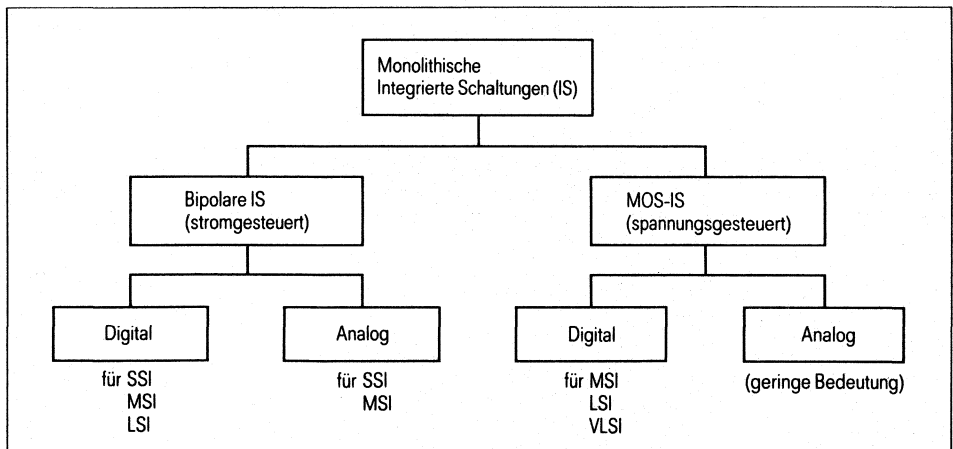 Monolithische
Integrierte Schaltungen (IS)
Bipolare IS
(stromgesteuert)
MOS-IS
(spannungsgesteuert)
Digital
Analog
Digital
Analog
für SSI
MSI
LSI
für SSI
MSI
für MSI
LSI
VLSI
(geringe Bedeutung)